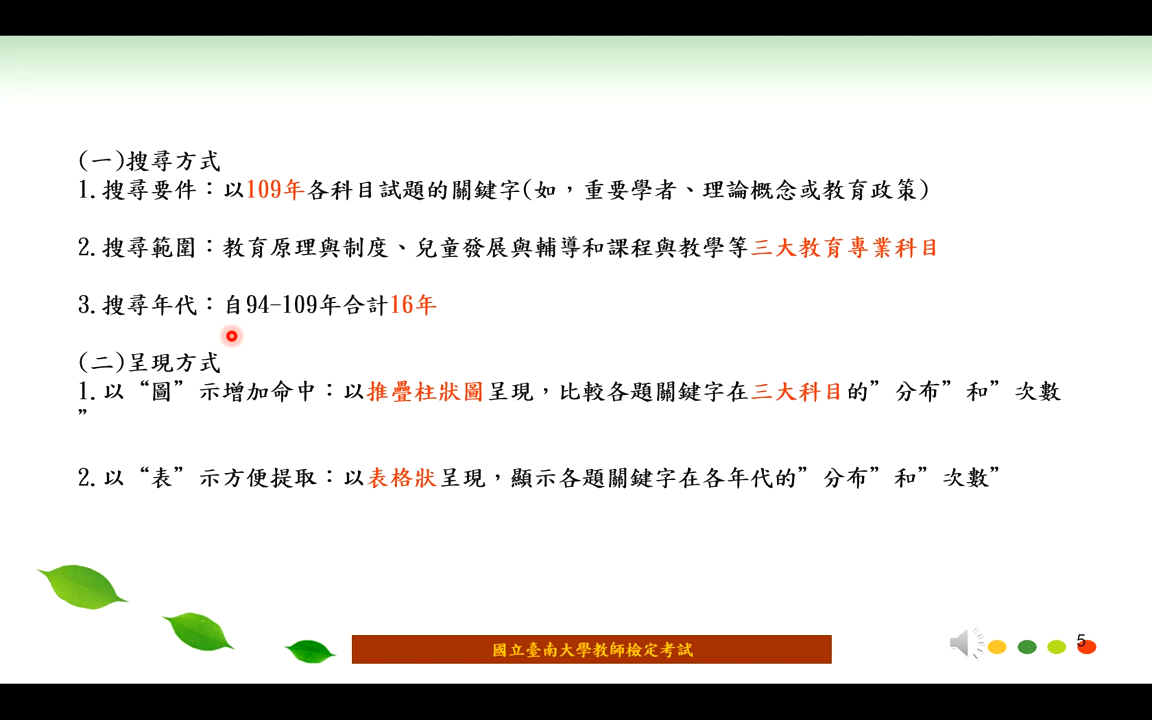 (一)搜尋方式
1.搜尋要件：以109年各科目試題的關鍵字(如，重要學者、理論概念或教育政策)
2.搜尋範圍：教育原理與制度、兒童發展與輔導和課程與教學等三大教育專業科目
3.搜尋年代：自94-109年合計16年
(二)呈現方式
1.以“圖”示增加命中：以推疊柱狀圖呈現，比較各題關鍵字在三大科目的”分布”和”次數
”
2.以“表”示方便提取：以表格狀呈現，顯示各題關鍵字在各年代的”分布”和”次數”
國立臺南大學教師檢定考試
5